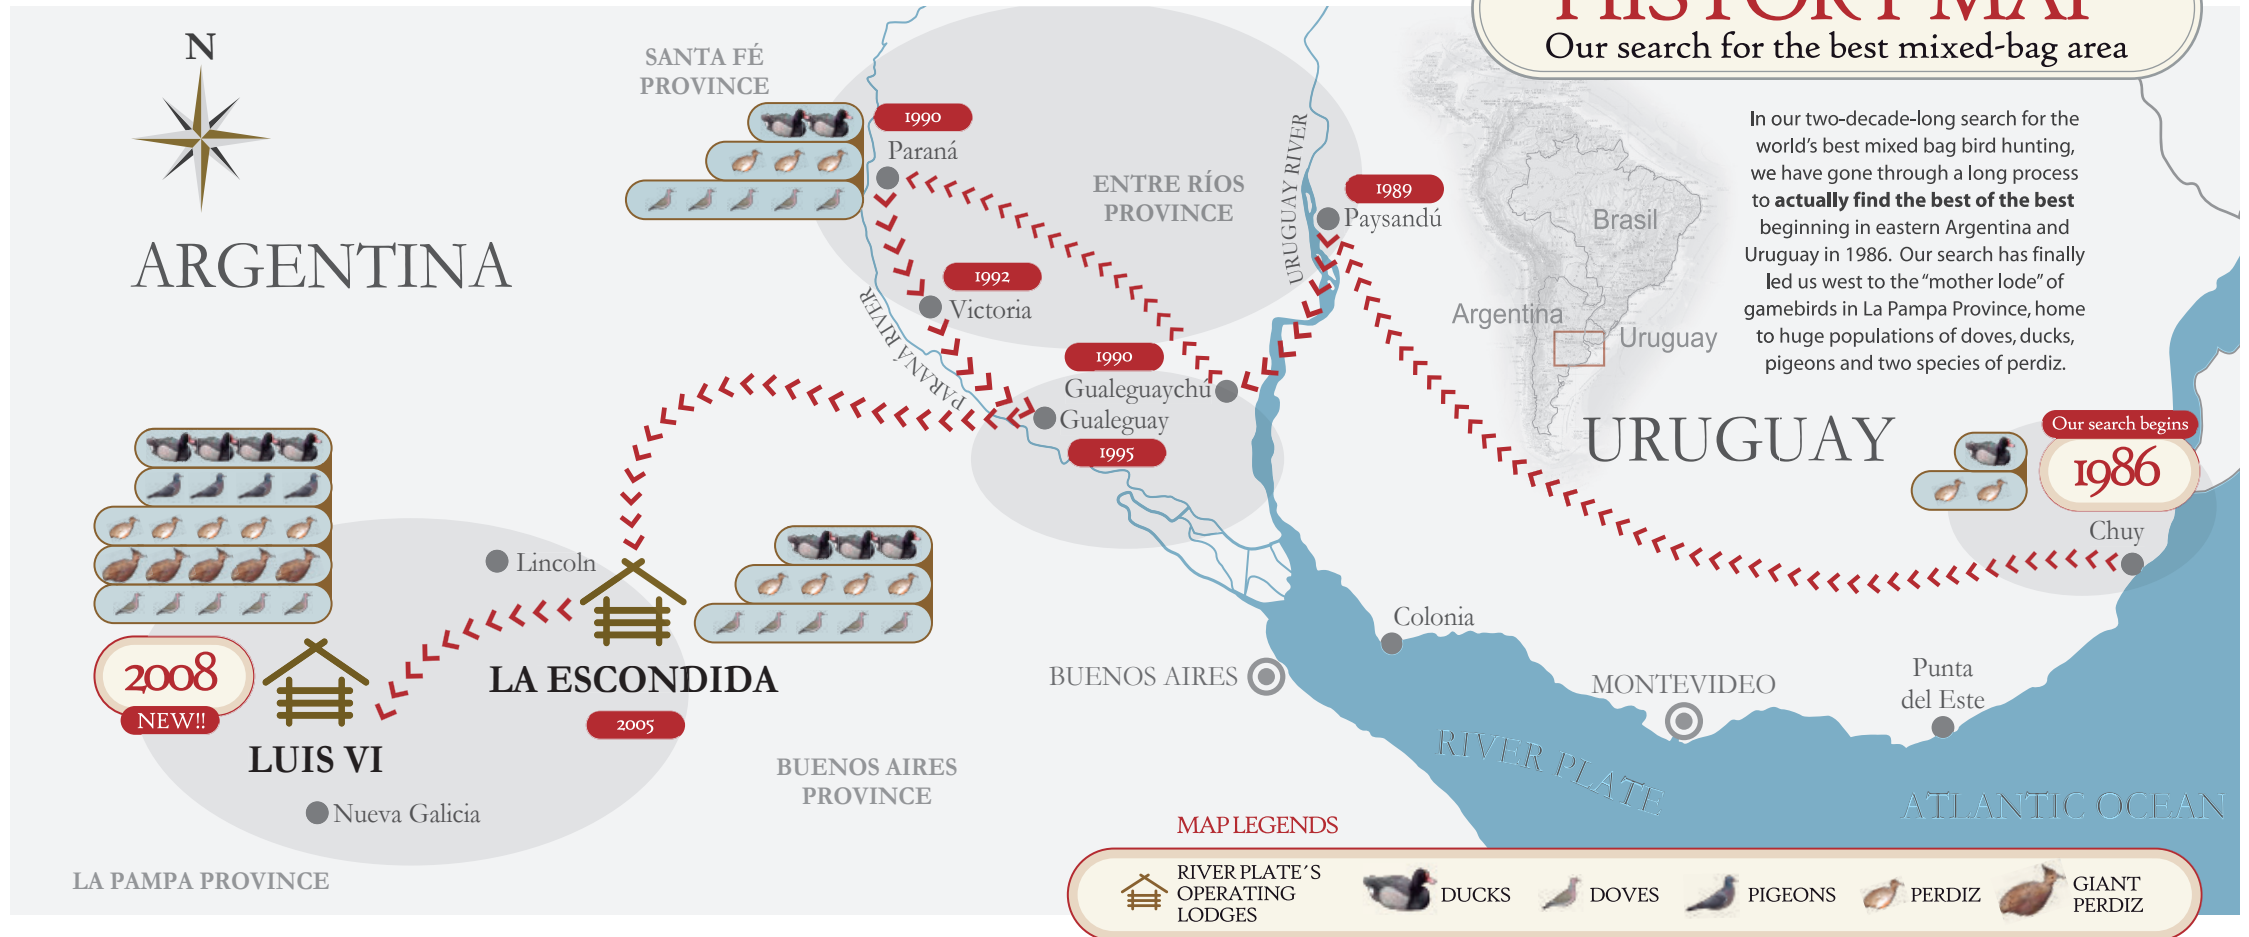 HISTORY MAP
Our search for the best mixed-bag area
In our two-decade-long search for the
world's best mixed bag bird hunting,
we have gone through a long process
to actually find the best of the best
beginning in eastern Argentina and
Uruguay in 1986. Our search has finally
led us west to the “mother lode” of
gamebirds in La Pampa Province, home
to huge populations of doves, ducks,
pigeons and two species of perdiz.
N
ARGENTINA
SANTA FÉ
PROVINCE
1990
Paraná
ENTRE RÍOS
PROVINCE
URUGUAY RIVER
1989
Paysandú
Brasil
Argentina
Uruguay
1992
Victoria
PARANÁ RIVER
1990
Gualeguaychú
Gualeguay
1995
URUGUAY
Our search begins
1986
Chuy
Lincoln
LA ESCONDIDA
2005
2008
NEW!!
LUIS VI
Nueva Galicia
LA PAMPA PROVINCE
BUENOS AIRES
PROVINCE
BUENOS AIRES
Colonia
MONTEVIDEO
Punta
del Este
RIVER PLATE
ATLANTIC OCEAN
MAP LEGENDS
RIVER PLATE´S
OPERATING
LODGES
DUCKS
DOVES
PIGEONS
PERDIZ
GIANT
PERDIZ